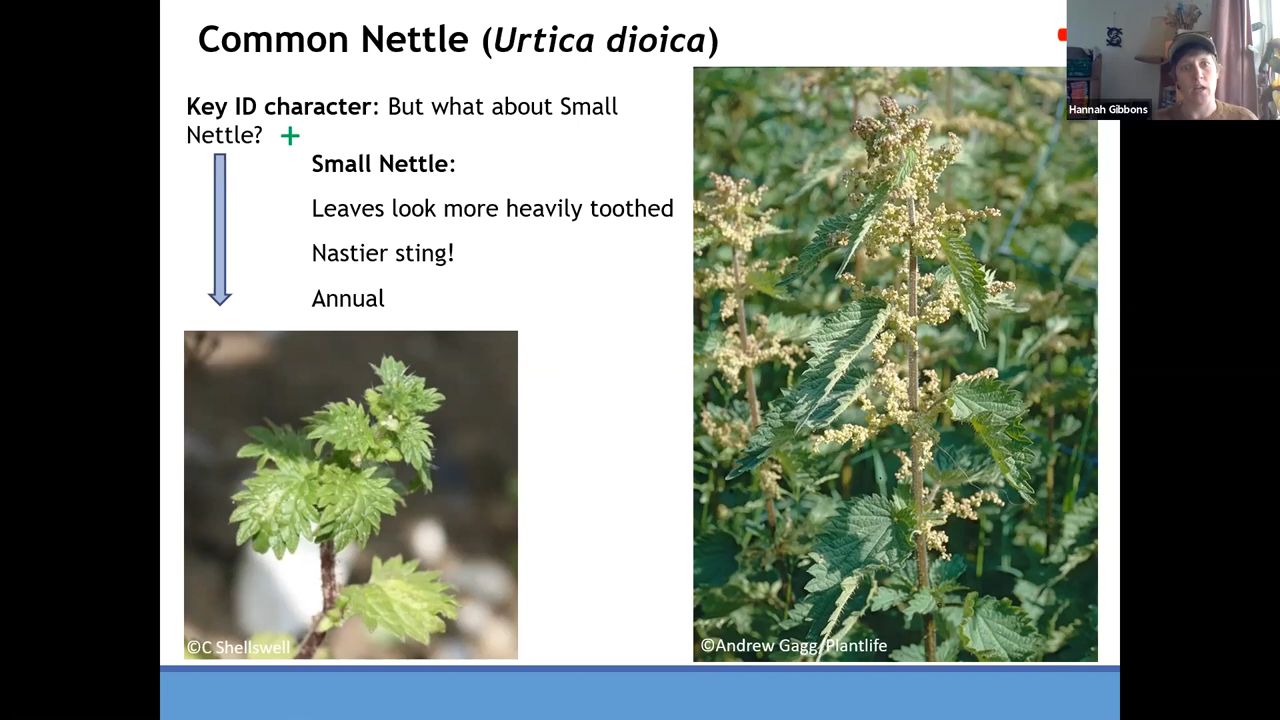 Common Nettle (Urtica dioica)
Hannah Gibbons
Key ID character: But what about Small
Nettle? +
Small Nettle:
Leaves look more heavily toothed
Nastier sting!
Annual
©C Shellswell
©Andrew Gagg/Plantlife